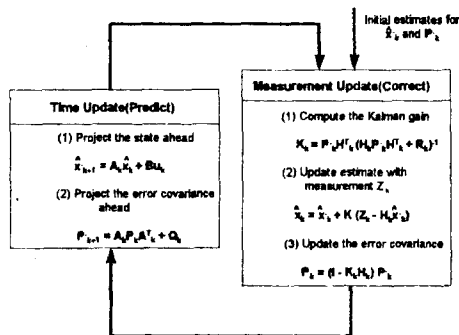 Initial estimates for
x̂⁻ₖ and P⁻ₖ
Time Update(Predict)
(1) Project the state ahead
x̂⁻ₖ₊₁ = Aₖx̂ₖ + Buₖ
(2) Project the error covariance
ahead
P⁻ₖ₊₁ = AₖPₖAᵀₖ + Qₖ
Measurement Update(Correct)
(1) Compute the Kalman gain
Kₖ = P⁻ₖHᵀₖ (HₖP⁻ₖHᵀₖ + Rₖ)⁻¹
(2) Update estimate with
measurement Zₖ
x̂ₖ = x̂⁻ₖ + K (Zₖ - Hₖx̂⁻ₖ)
(3) Update the error covariance
Pₖ = (I - KₖHₖ) P⁻ₖ